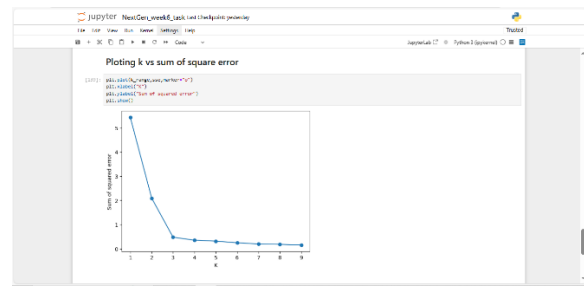 jupyter NextGen_week6_task Last Checkpoint: yesterday
File Edit View Run Kernel Settings Help Trusted
Code JupyterLab Python 3 (ipykernel)
Ploting k vs sum of square error
plt.plot(k_range,sse,marker="o")
plt.xlabel("K")
plt.ylabel("Sum of squared error")
plt.show()
5
4
3
2
1
0
Sum of squared error
1 2 3 4 5 6 7 8 9
K